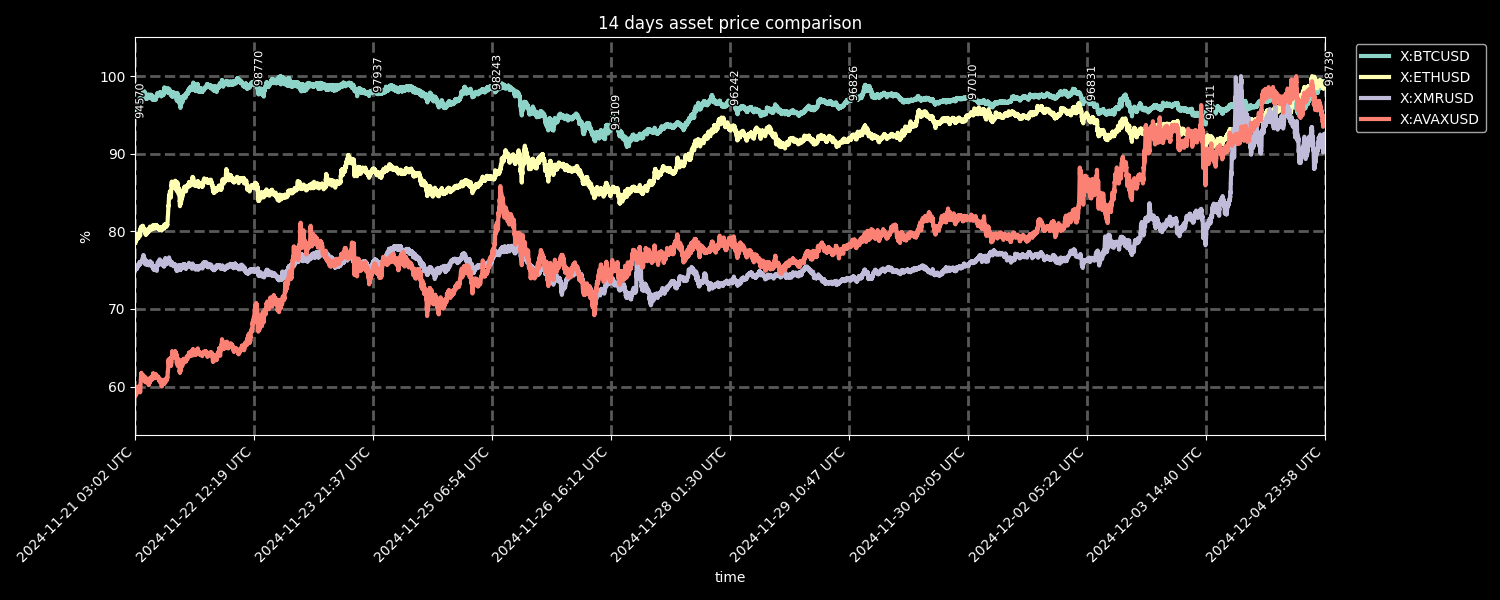 14 days asset price comparison
X:BTCUSD
X:ETHUSD
X:XMRUSD
X:AVAXUSD
%
100
90
80
70
60
94570
98770
97937
98243
93109
96242
96826
97010
96831
94411
98739
2024-11-21 03:02 UTC
2024-11-22 12:19 UTC
2024-11-23 21:37 UTC
2024-11-25 06:54 UTC
2024-11-26 16:12 UTC
2024-11-28 01:30 UTC
2024-11-29 10:47 UTC
2024-11-30 20:05 UTC
2024-12-02 05:22 UTC
2024-12-03 14:40 UTC
2024-12-04 23:58 UTC
time